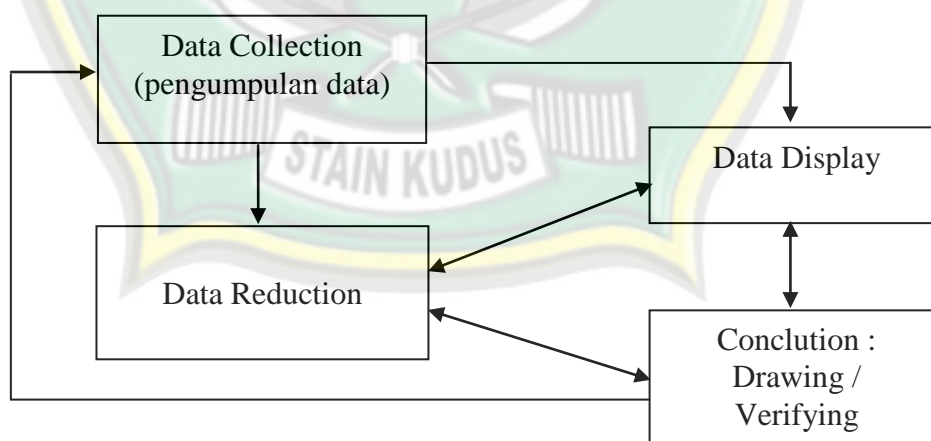 Data Collection
(pengumpulan data)
STAIN KUDUS
Data Display
Data Reduction
Conclution :
Drawing /
Verifying